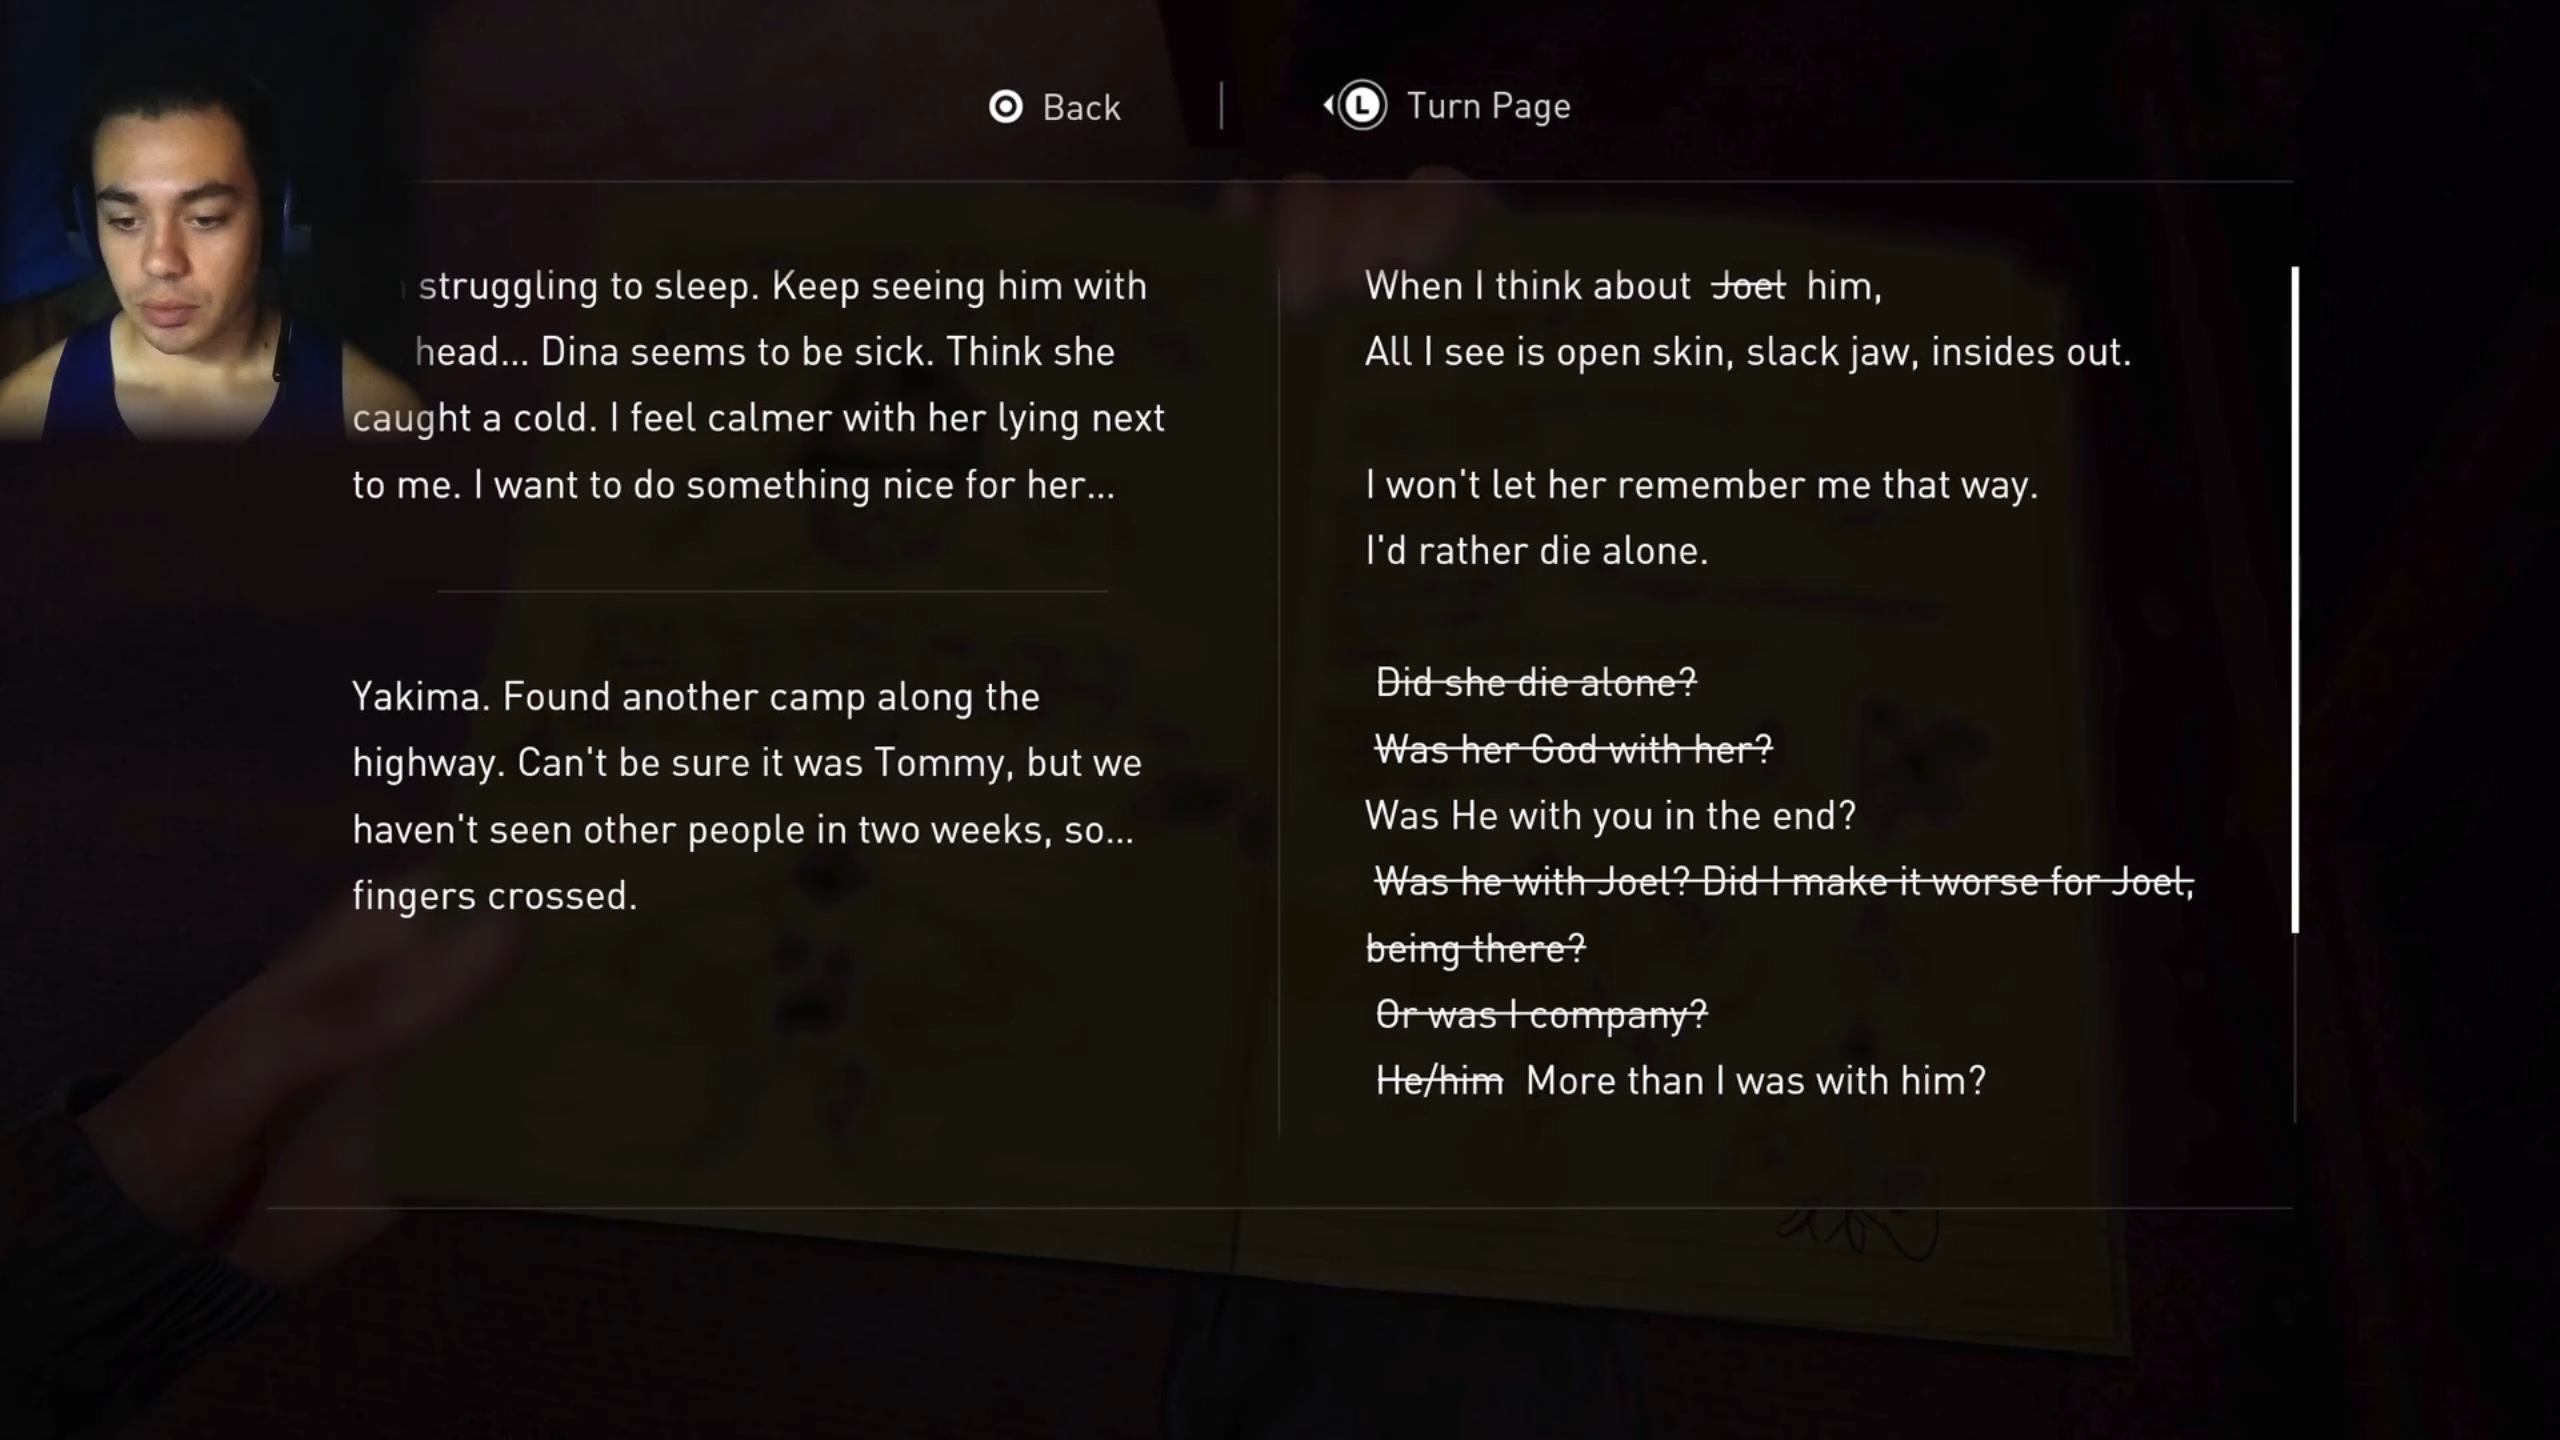 Back
L Turn Page
struggling to sleep. Keep seeing him with
head... Dina seems to be sick. Think she
caught a cold. I feel calmer with her lying next
to me. I want to do something nice for her...
Yakima. Found another camp along the
highway. Can't be sure it was Tommy, but we
haven't seen other people in two weeks, so...
fingers crossed.
When I think about Joel him,
All I see is open skin, slack jaw, insides out.
I won't let her remember me that way.
I'd rather die alone.
Did she die alone?
Was her God with her?
Was He with you in the end?
Was he with Joel? Did I make it worse for Joel,
being there?
Or was I company?
He/him More than I was with him?